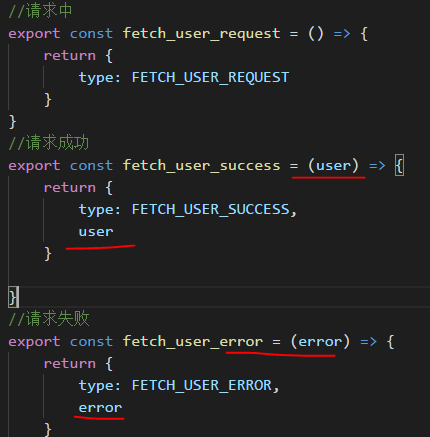 //请求中
export const fetch_user_request = () => {
    return {
        type: FETCH_USER_REQUEST
    }
}
//请求成功
export const fetch_user_success = (user) => {
    return {
        type: FETCH_USER_SUCCESS,
        user
    }
}
//请求失败
export const fetch_user_error = (error) => {
    return {
        type: FETCH_USER_ERROR,
        error
    }